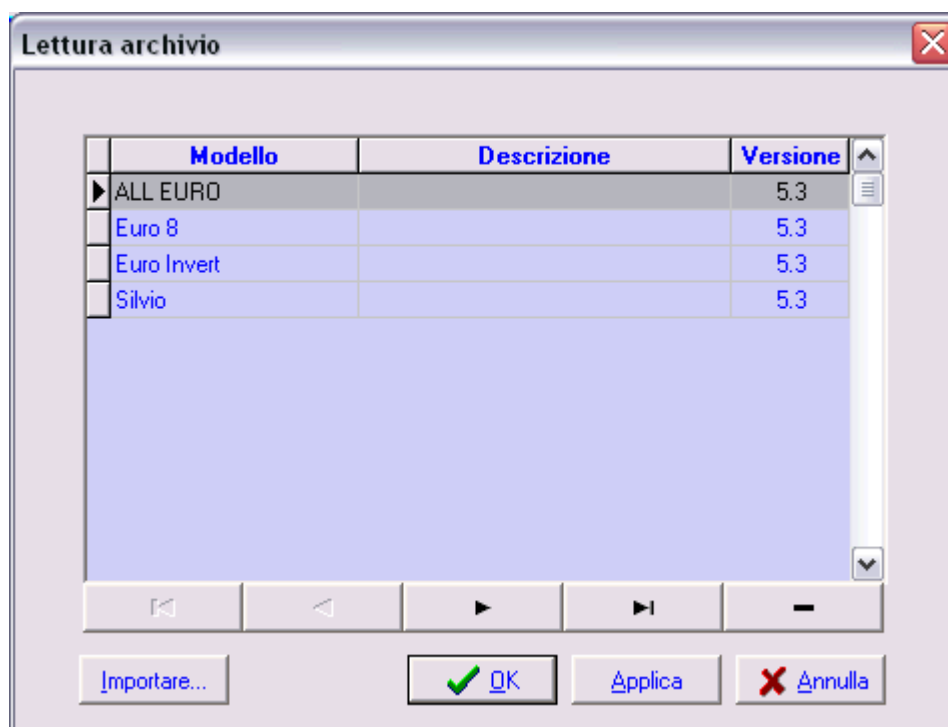 Lettura archivio
Modello Descrizione Versione
ALL EURO 5.3
Euro 8 5.3
Euro Invert 5.3
Silvio 5.3
Importare... OK Applica Annulla